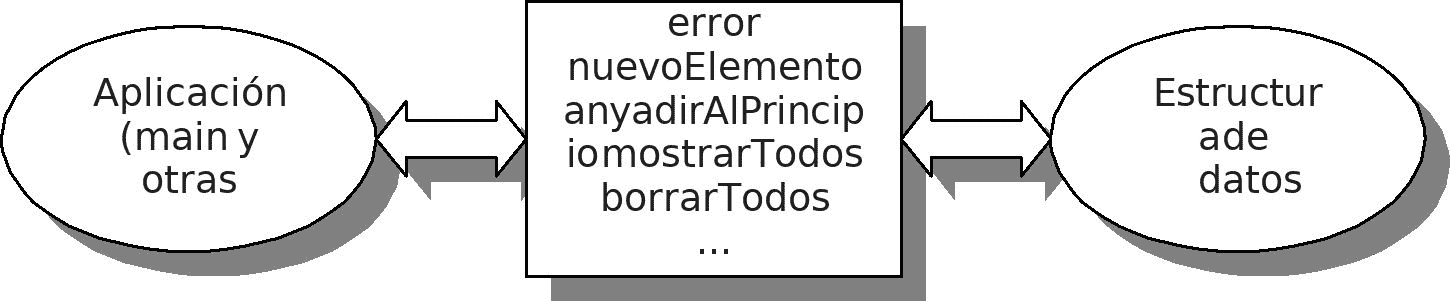 Aplicación
(main y
otras
error
nuevoElemento
anyadirAlPrincip
iomostrarTodos
borrarTodos
...
Estructur
ade
datos